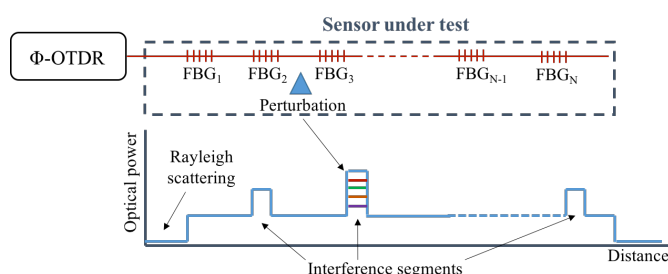 Sensor under test
Φ-OTDR
FBG1
FBG2
FBG3
FBGN-1
FBGN
Perturbation
Optical power
Rayleigh
scattering
Distance
Interference segments